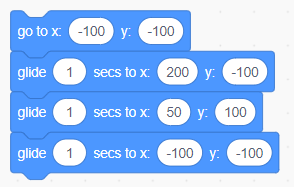 go to x: -100 y: -100
glide 1 secs to x: 200 y: -100
glide 1 secs to x: 50 y: 100
glide 1 secs to x: -100 y: -100